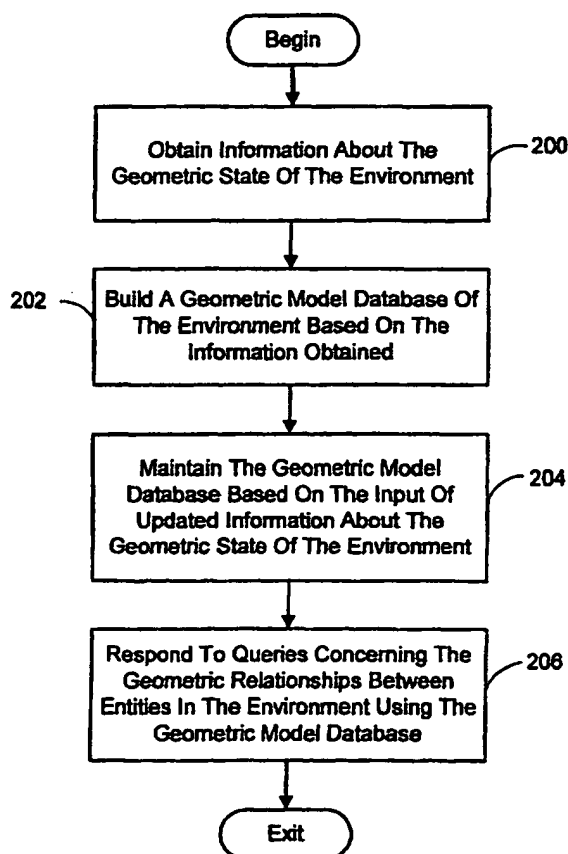 Begin
Obtain Information About The
Geometric State Of The Environment
200
202
Build A Geometric Model Database Of
The Environment Based On The
Information Obtained
Maintain The Geometric Model
Database Based On The Input Of
Updated Information About The
Geometric State Of The Environment
204
Respond To Queries Concerning The
Geometric Relationships Between
Entities In The Environment Using The
Geometric Model Database
206
Exit